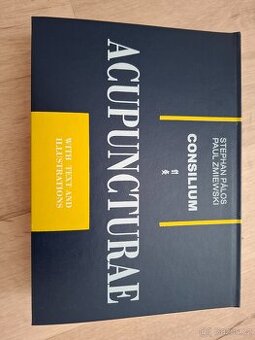 STEPHAN PÁLOS
PAUL ZMIEWSKI
CONSILIUM
ACUPUNCTURAE
WITH TEXT AND
ILLUSTRATIONS